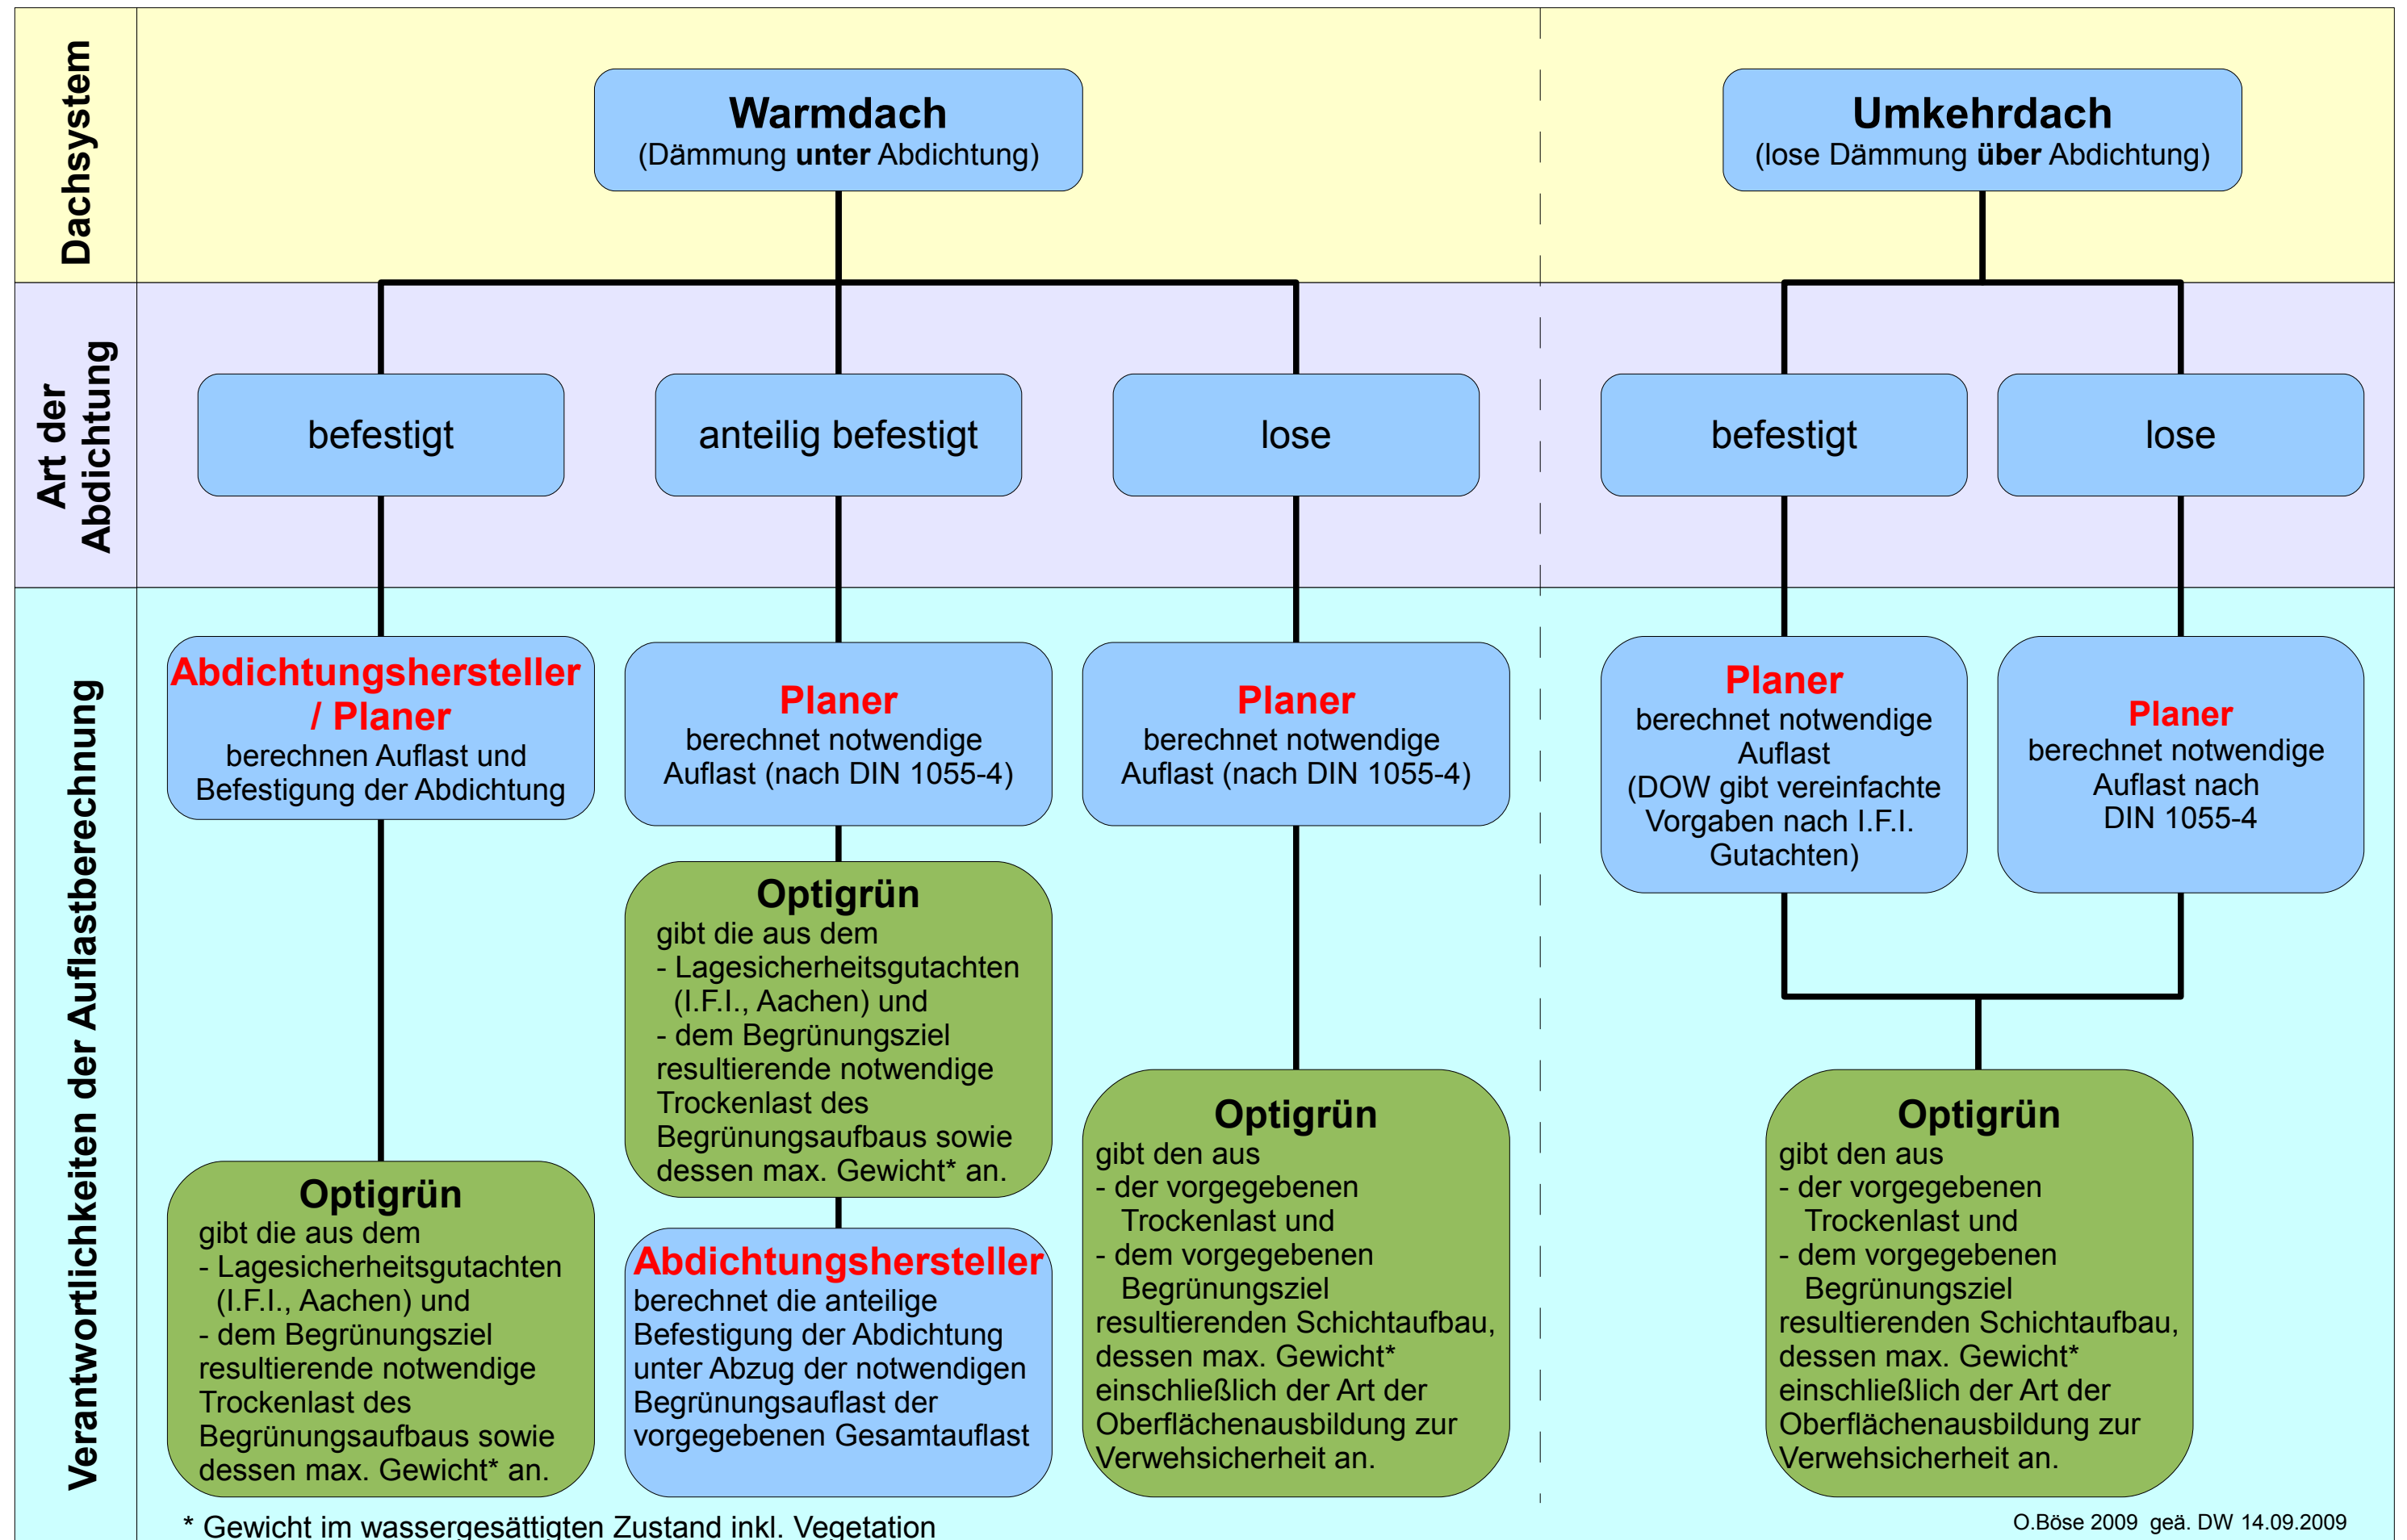 Dachsystem
Warmdach
(Dämmung unter Abdichtung)
Umkehrdach
(lose Dämmung über Abdichtung)
Art der
Abdichtung
befestigt
anteilig befestigt
lose
befestigt
lose
Verantwortlichkeiten der Auflastberechnung
Abdichtungshersteller
/ Planer
berechnen Auflast und
Befestigung der Abdichtung
Optigrün
gibt die aus dem
- Lagesicherheitsgutachten
(I.F.I., Aachen) und
- dem Begrünungsziel
resultierende notwendige
Trockenlast des
Begrünungsaufbaus sowie
dessen max. Gewicht* an.
Planer
berechnet notwendige
Auflast (nach DIN 1055-4)
Optigrün
gibt die aus dem
- Lagesicherheitsgutachten
(I.F.I., Aachen) und
- dem Begrünungsziel
resultierende notwendige
Trockenlast des
Begrünungsaufbaus sowie
dessen max. Gewicht* an.
Abdichtungshersteller
berechnet die anteilige
Befestigung der Abdichtung
unter Abzug der notwendigen
Begrünungsauflast der
vorgegebenen Gesamtauflast
Planer
berechnet notwendige
Auflast (nach DIN 1055-4)
Optigrün
gibt den aus
- der vorgegebenen
Trockenlast und
- dem vorgegebenen
Begrünungsziel
resultierenden Schichtaufbau,
dessen max. Gewicht*
einschließlich der Art der
Oberflächenausbildung zur
Verwehsicherheit an.
Planer
berechnet notwendige
Auflast
(DOW gibt vereinfachte
Vorgaben nach I.F.I.
Gutachten)
Planer
berechnet notwendige
Auflast nach
DIN 1055-4
Optigrün
gibt den aus
- der vorgegebenen
Trockenlast und
- dem vorgegebenen
Begrünungsziel
resultierenden Schichtaufbau,
dessen max. Gewicht*
einschließlich der Art der
Oberflächenausbildung zur
Verwehsicherheit an.
* Gewicht im wassergesättigten Zustand inkl. Vegetation
O.Böse 2009 geä. DW 14.09.2009